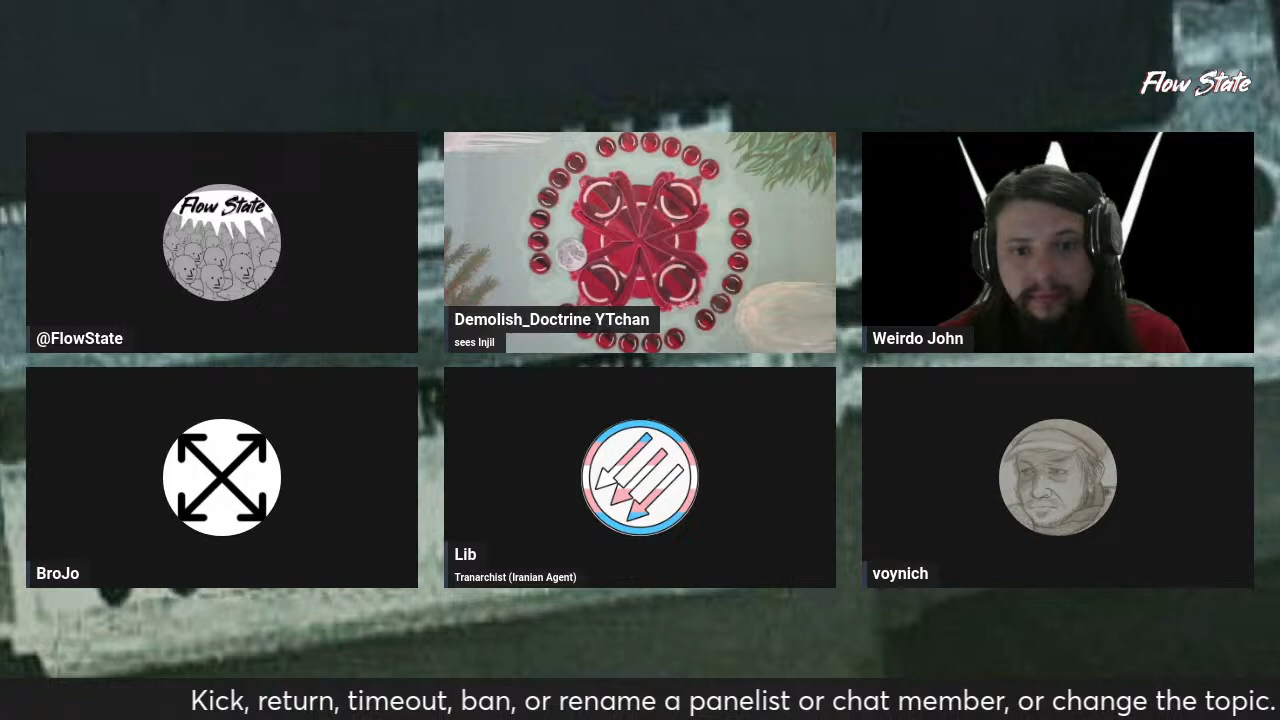 Flow State
Flow State
@FlowState
Demolish_Doctrine YTchan
sees Injil
Weirdo John
BroJo
Lib
Tranarchist (Iranian Agent)
voynich
Kick, return, timeout, ban, or rename a panelist or chat member, or change the topic.